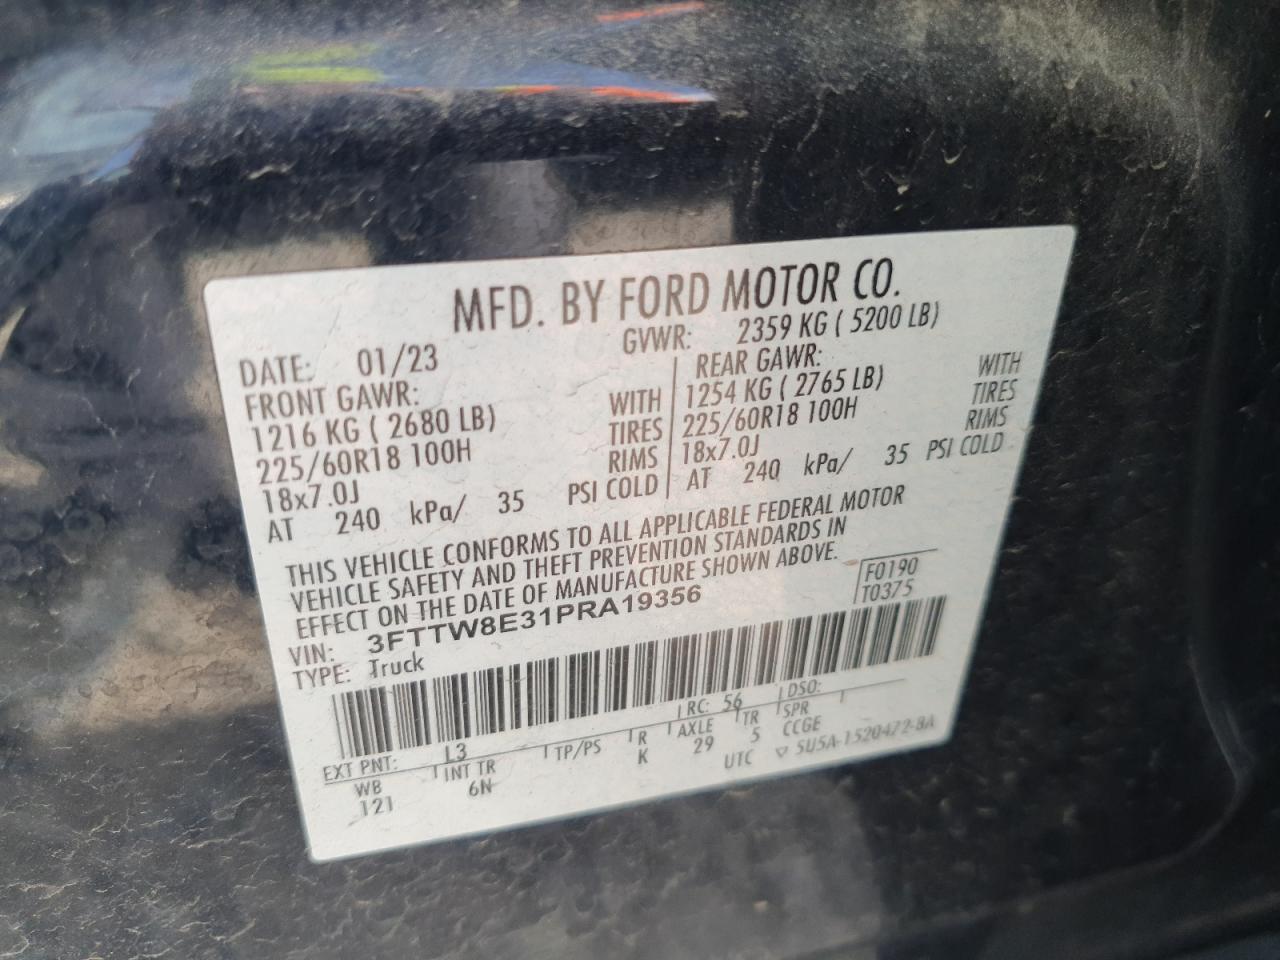 MFD. BY FORD MOTOR CO.
DATE: 01/23 GVWR: 2359 KG ( 5200 LB)
FRONT GAWR: REAR GAWR:
1216 KG ( 2680 LB) WITH 1254 KG ( 2765 LB) WITH
225/60R18 100H TIRES 225/60R18 100H TIRES
18x7.0J RIMS 18x7.0J RIMS
AT 240 kPa/ 35 PSI COLD AT 240 kPa/ 35 PSI COLD
THIS VEHICLE CONFORMS TO ALL APPLICABLE FEDERAL MOTOR
VEHICLE SAFETY AND THEFT PREVENTION STANDARDS IN
EFFECT ON THE DATE OF MANUFACTURE SHOWN ABOVE.
F0190
VIN: 3FTTW8E31PRA19356 T0375
TYPE: Truck
EXT PNT: L3 RC: 56 DSO:
WB INT TR TP/PS R AXLE TR SPR
121 6N K 29 5 CCGE
UTC ▽ 5U5A-1520472-BA